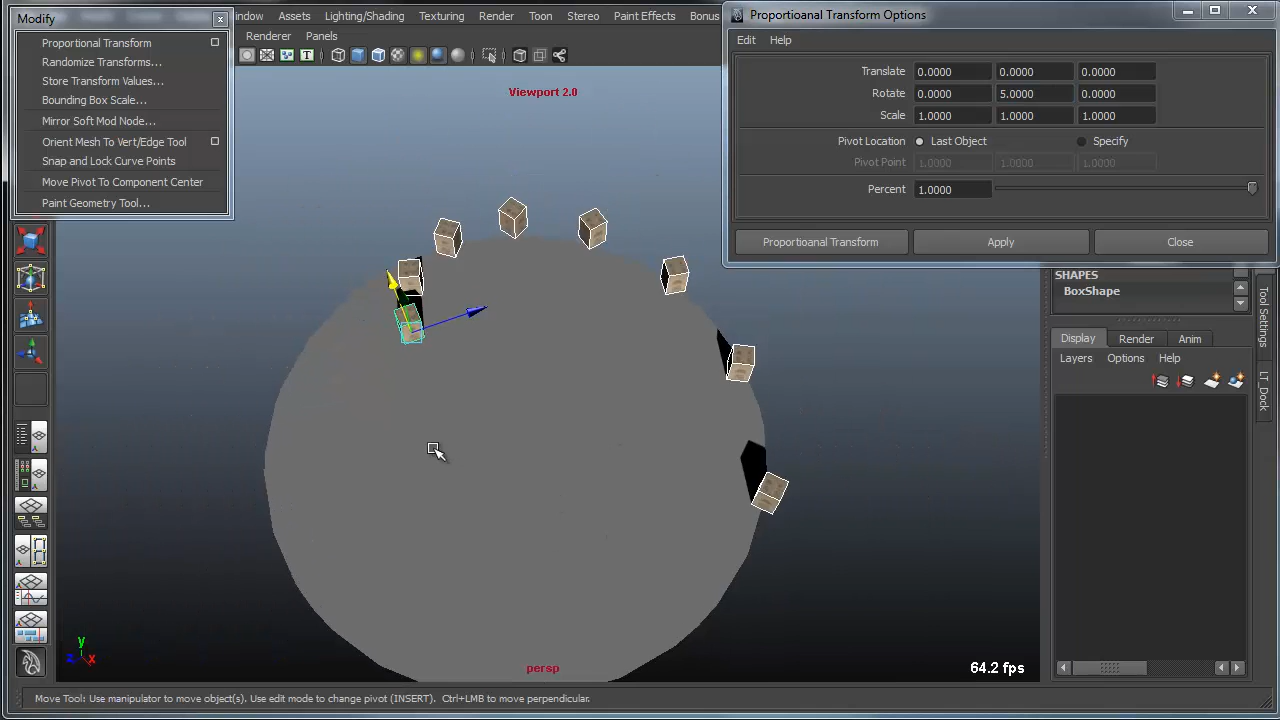 Modify
Proportional Transform
Randomize Transforms...
Store Transform Values...
Bounding Box Scale...
Mirror Soft Mod Node...
Orient Mesh To Vert/Edge Tool
Snap and Lock Curve Points
Move Pivot To Component Center
Paint Geometry Tool...
indow Assets Lighting/Shading Texturing Render Toon Stereo Paint Effects Bonus
Renderer Panels
T
Viewport 2.0
Proportioanal Transform Options
Edit Help
Translate 0.0000 0.0000 0.0000
Rotate 0.0000 5.0000 0.0000
Scale 1.0000 1.0000 1.0000
Pivot Location Last Object Specify
Pivot Point 1.0000 1.0000 1.0000
Percent 1.0000
Proportioanal Transform Apply Close
SHAPES
BoxShape
Display Render Anim
Layers Options Help
Tool Settings
LT_Dock
y
z x
persp
64.2 fps
Move Tool: Use manipulator to move object(s). Use edit mode to change pivot (INSERT). Ctrl+LMB to move perpendicular.